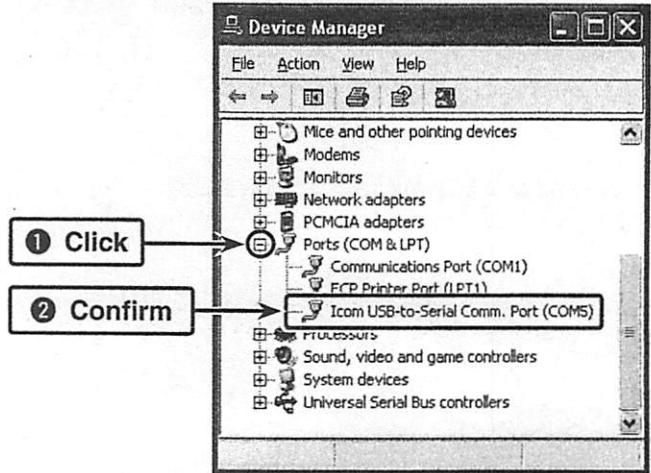 Device Manager
File Action View Help
Mice and other pointing devices
Modems
Monitors
Network adapters
PCMCIA adapters
❶ Click
Ports (COM & LPT)
Communications Port (COM1)
ECP Printer Port (LPT1)
❷ Confirm
Icom USB-to-Serial Comm. Port (COM5)
Processors
Sound, video and game controllers
System devices
Universal Serial Bus controllers